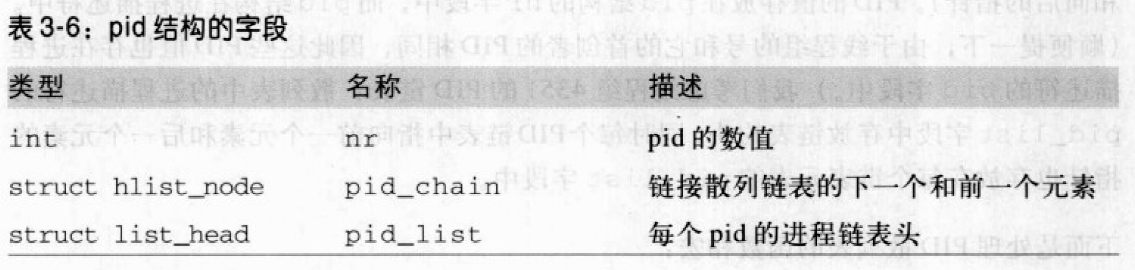 表 3-6：pid 结构的字段
类型 名称 描述
int nr pid 的数值
struct hlist_node pid_chain 链接散列链表的下一个和前一个元素
struct list_head pid_list 每个 pid 的进程链表头